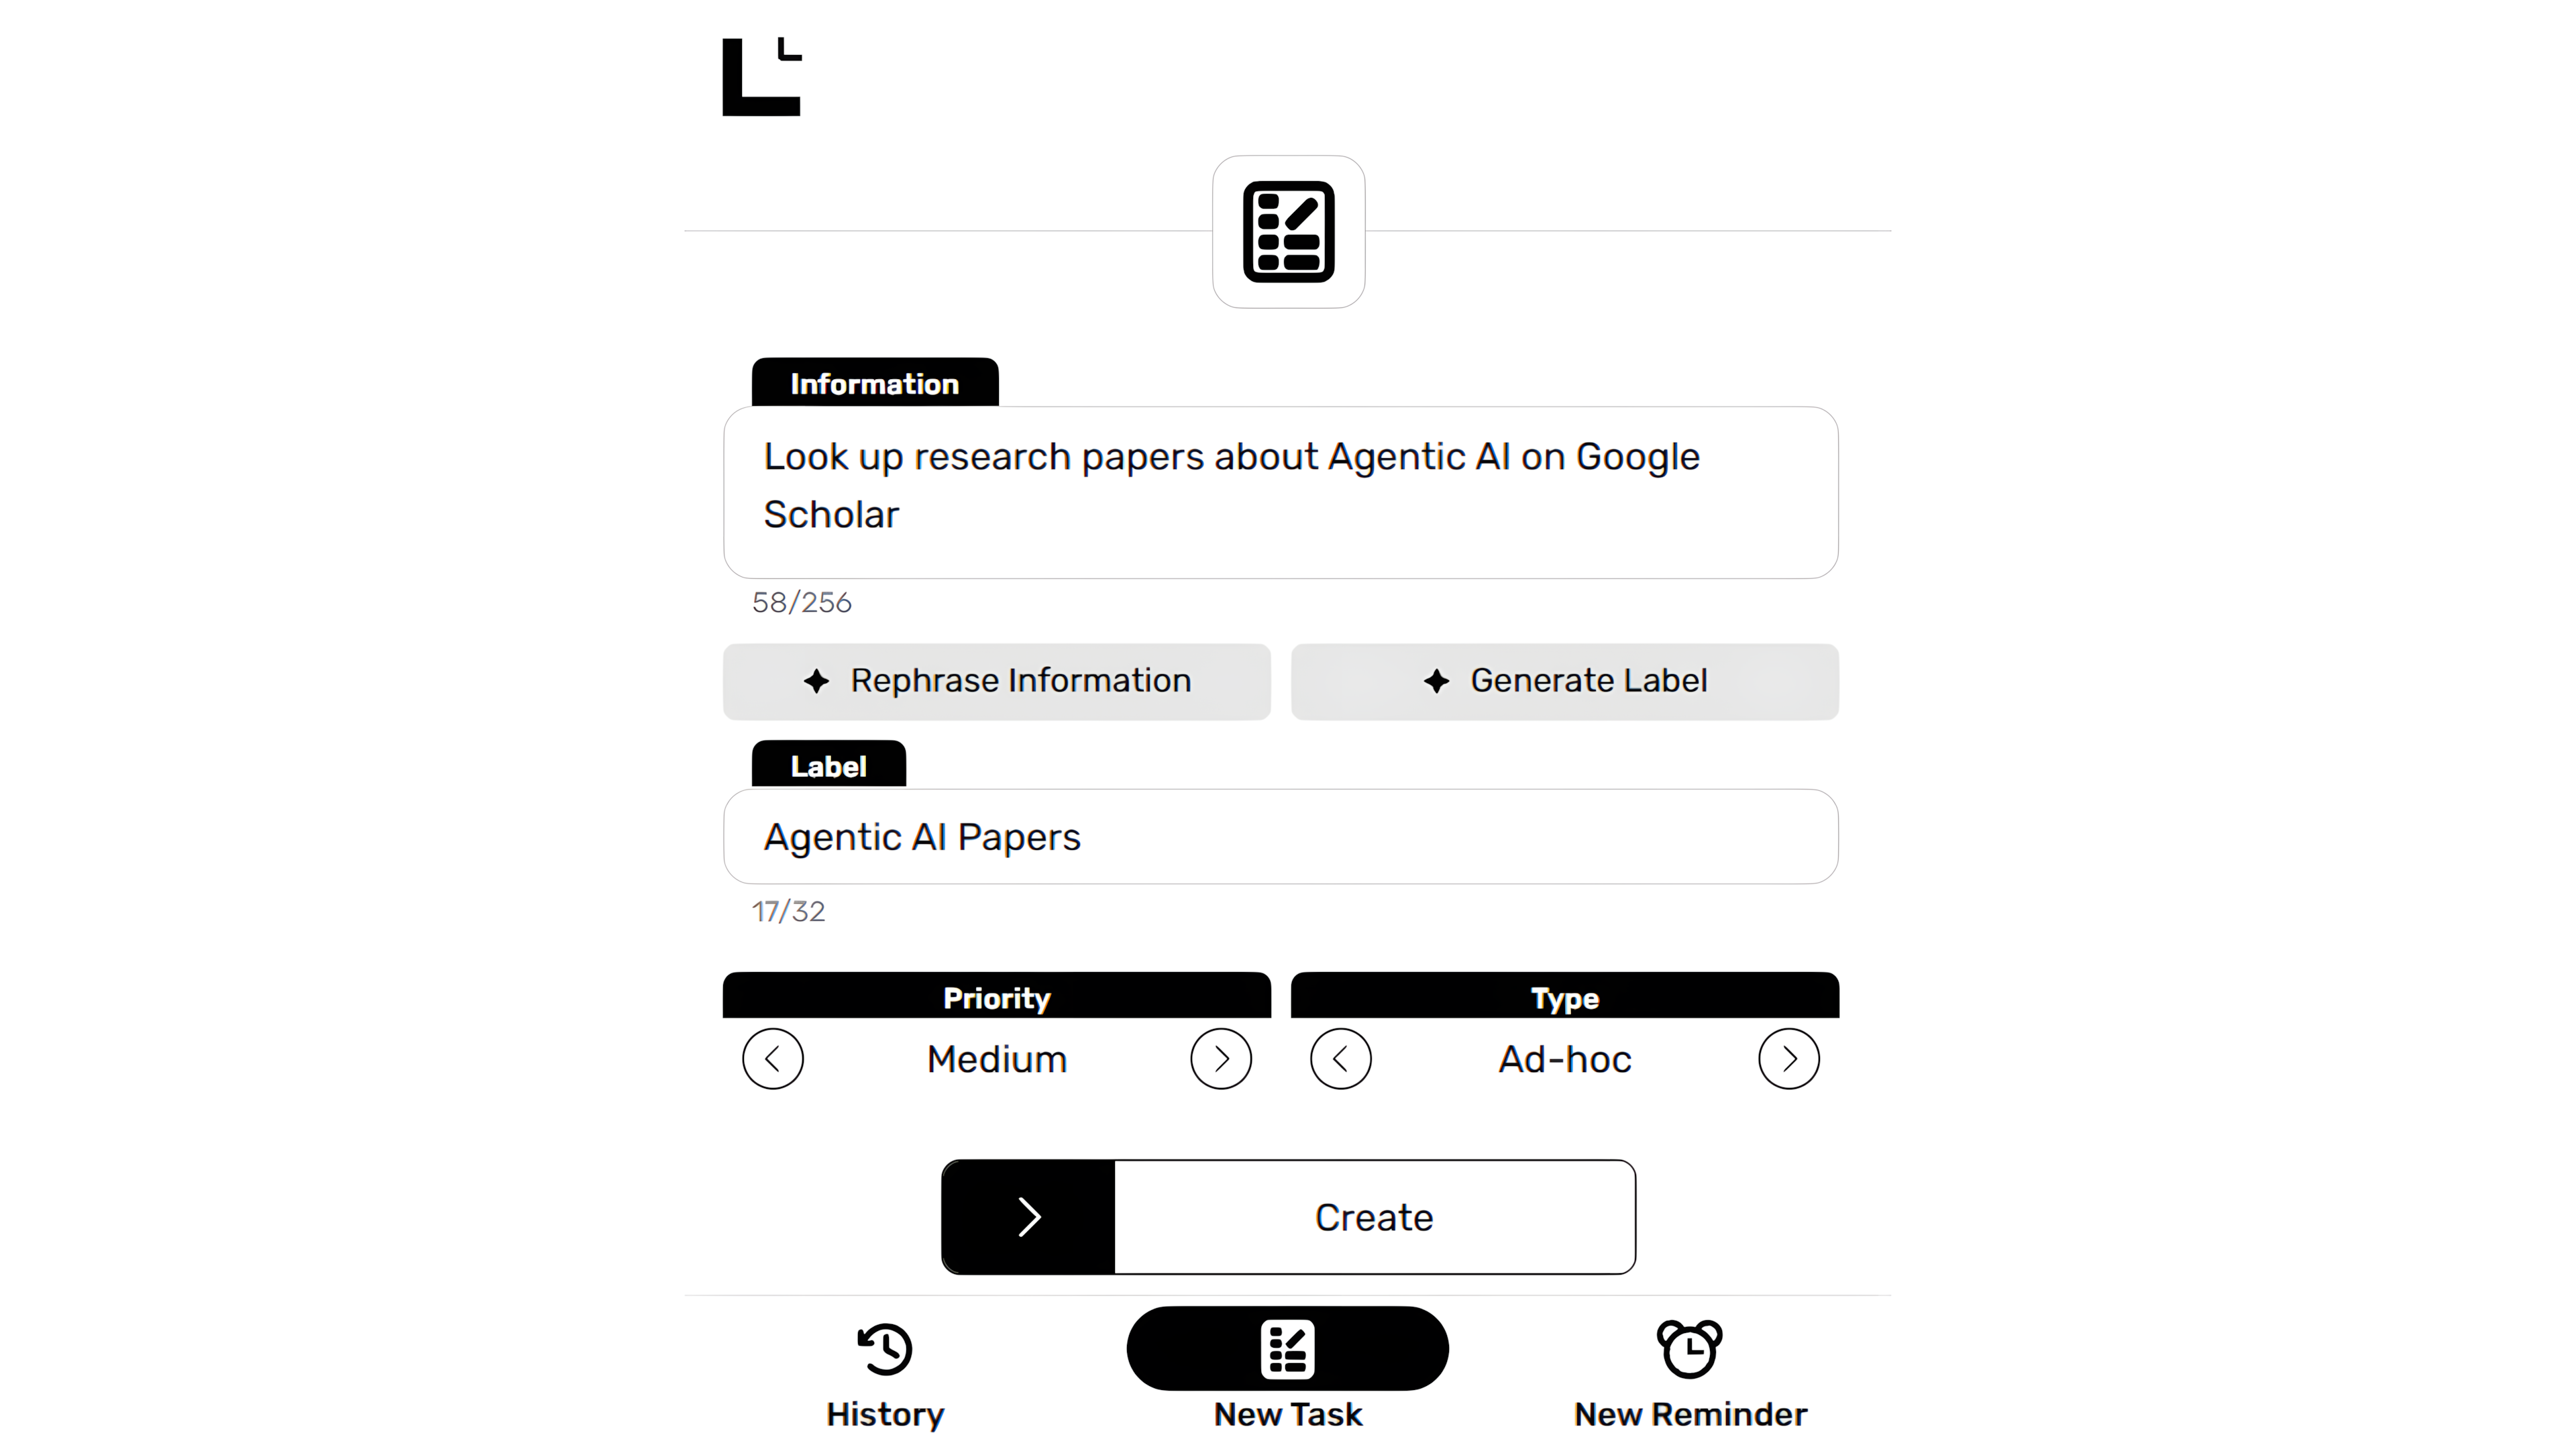 Information
Look up research papers about Agentic AI on Google
Scholar
58/256
Rephrase Information
Generate Label
Label
Agentic AI Papers
17/32
Priority
Type
Medium
Ad-hoc
Create
History
New Task
New Reminder